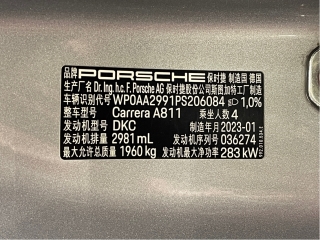 品牌 PORSCHE 保时捷 制造国 德国
生产厂名 Dr. Ing. h.c. F. Porsche AG 保时捷股份公司斯图加特工厂制造
车辆识别代号 WP0AA2991PS206084 1,0%
整车型号 Carrera A811 乘坐人数 4
发动机型号 DKC 制造年月 2023-01
发动机排量 2981 mL 发动机序列号 036274
最大允许总质量 1960 kg 发动机最大净功率 283 kW